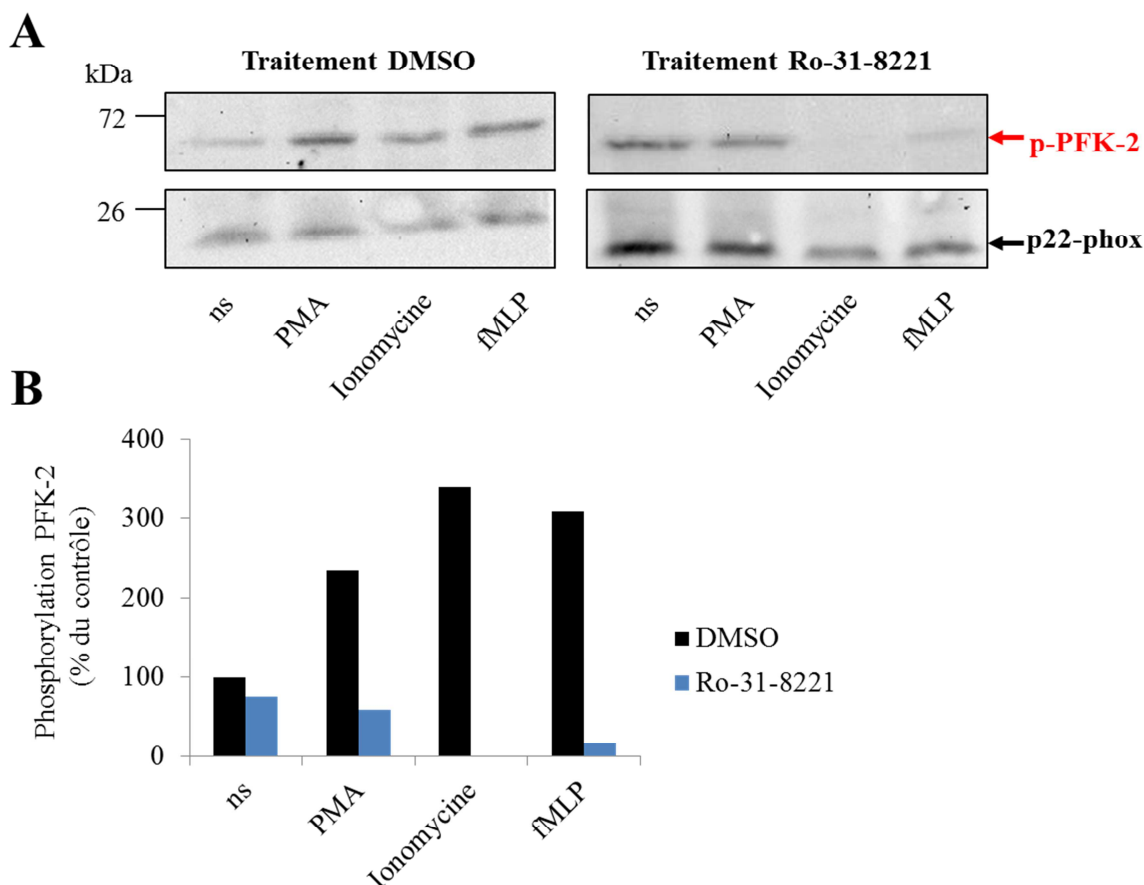 A
kDa
Traitement DMSO
Traitement Ro-31-8221
72
p-PFK-2
26
p22-phox
ns
PMA
Ionomycine
fMLP
ns
PMA
Ionomycine
fMLP
B
Phosphorylation PFK-2
(% du contrôle)
400
300
200
100
0
DMSO
Ro-31-8221
ns
PMA
Ionomycine
fMLP